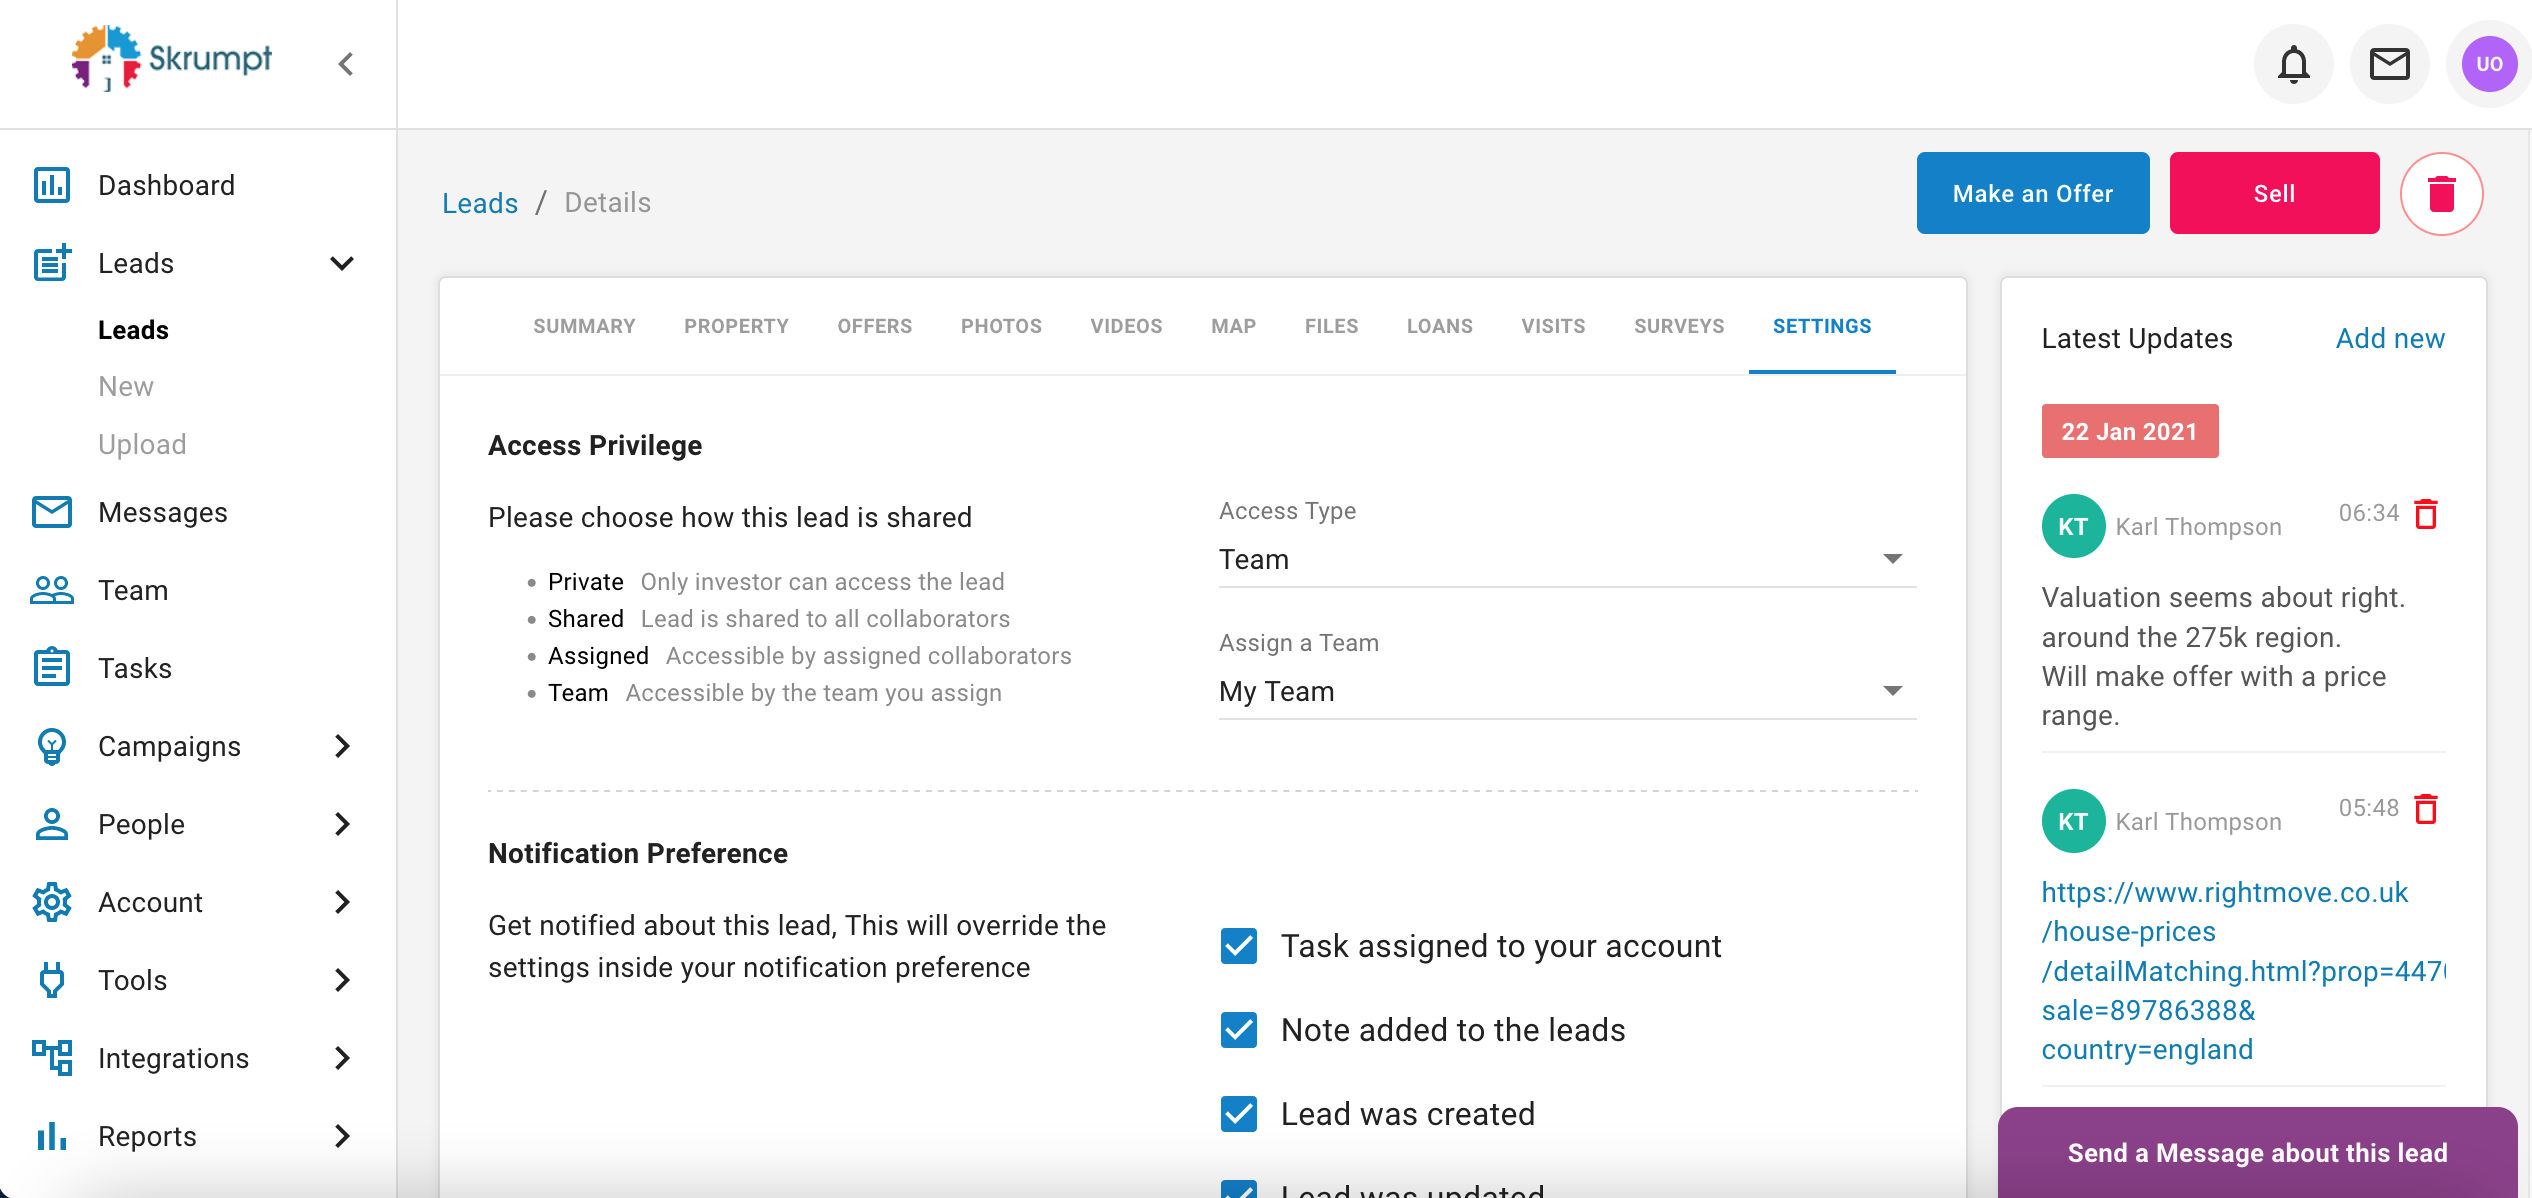 Skrumpt
UO
Dashboard
Leads
Leads
New
Upload
Messages
Team
Tasks
Campaigns
People
Account
Tools
Integrations
Reports
Leads / Details
Make an Offer
Sell
SUMMARY PROPERTY OFFERS PHOTOS VIDEOS MAP FILES LOANS VISITS SURVEYS SETTINGS
Access Privilege
Please choose how this lead is shared
• Private Only investor can access the lead
• Shared Lead is shared to all collaborators
• Assigned Accessible by assigned collaborators
• Team Accessible by the team you assign
Access Type
Team
Assign a Team
My Team
Notification Preference
Get notified about this lead, This will override the
settings inside your notification preference
Task assigned to your account
Note added to the leads
Lead was created
Lead was updated
Latest Updates Add new
22 Jan 2021
KT Karl Thompson 06:34
Valuation seems about right.
around the 275k region.
Will make offer with a price
range.
KT Karl Thompson 05:48
https://www.rightmove.co.uk
/house-prices
/detailMatching.html?prop=447
sale=89786388&
country=england
Send a Message about this lead